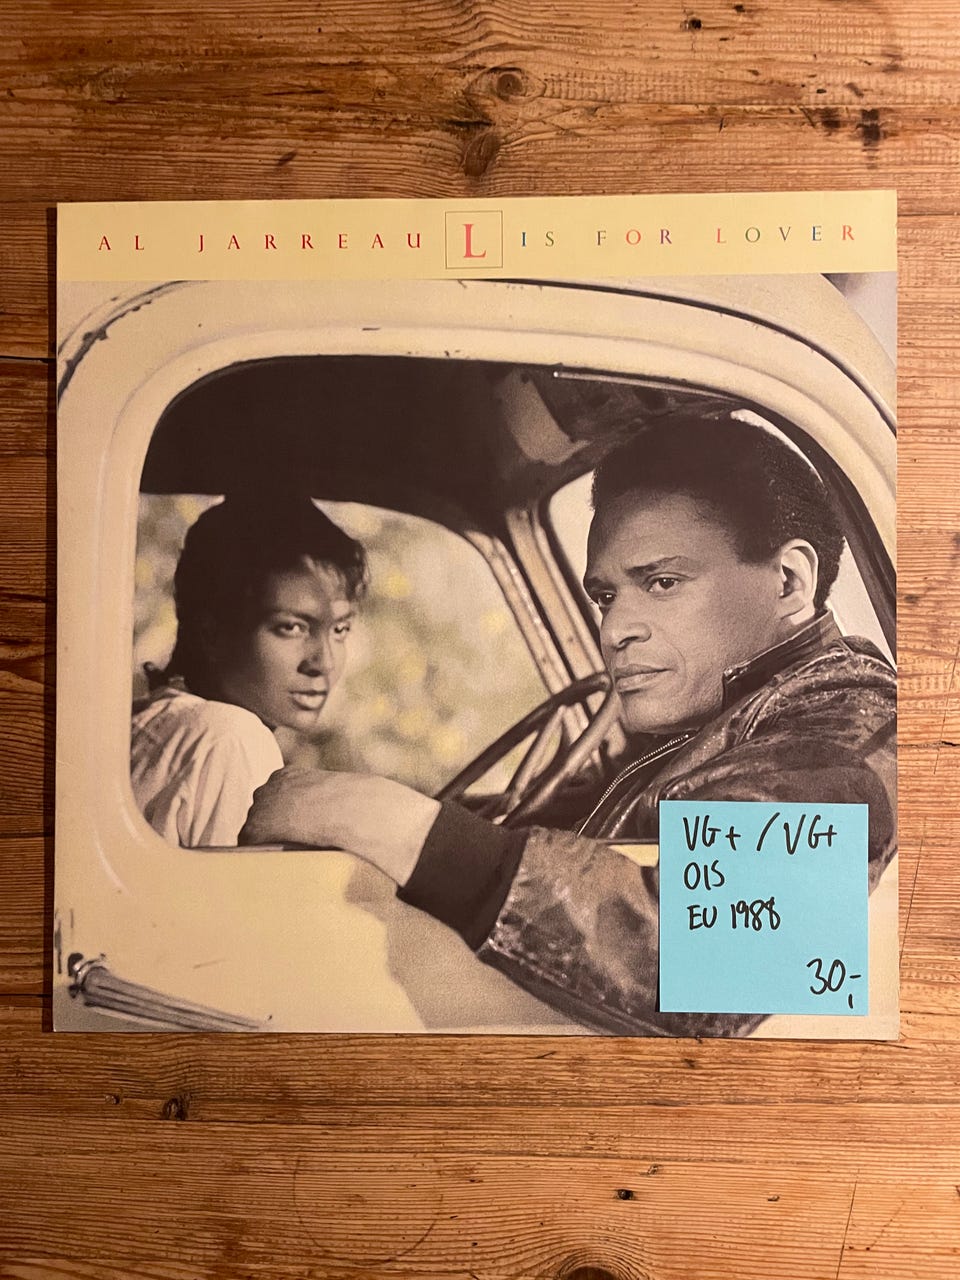 AL JARREAU L IS FOR LOVER
VG+ / VG+
OIS
EU 1988
30,-